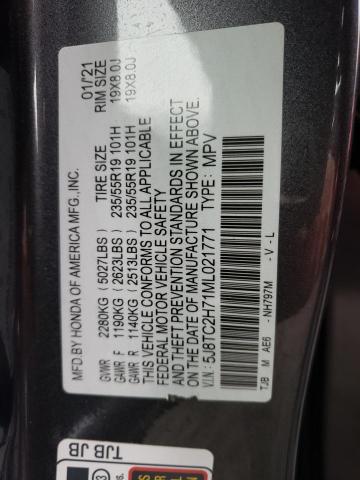 MFD.BY HONDA OF AMERICA MFG.,INC. 01/'21
TIRE SIZE RIM SIZE
GVWR 2280KG (5027LBS)
GAWR F 1190KG (2623LBS) 235/55R19 101H 19X8.0J
GAWR R 1140KG (2513LBS) 235/55R19 101H 19X8.0J
THIS VEHICLE CONFORMS TO ALL APPLICABLE
FEDERAL MOTOR VEHICLE SAFETY
THEFT PREVENTION STANDARDS IN EFFECT
ON THE DATE OF MANUFACTURE SHOWN ABOVE.
V.I.N.: 5J8TC2H71ML021771 TYPE: MPV
TJB M AE6 - NH797M - V - L
TJB JB